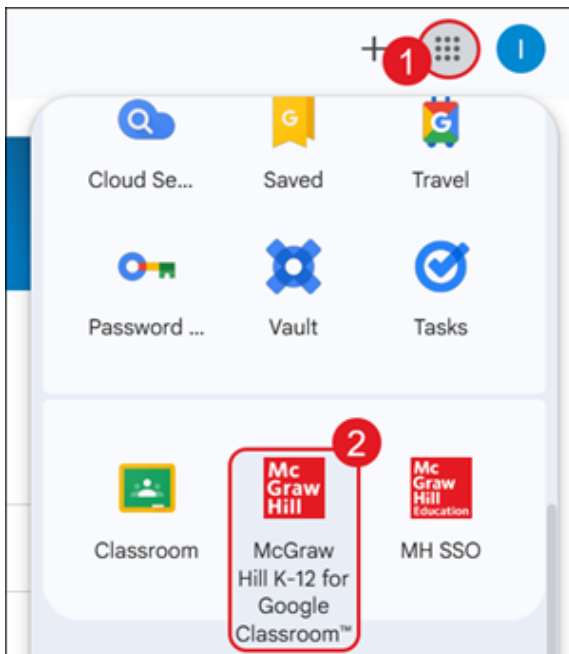 +
1
I
G
G
Cloud Se...
Saved
Travel
Password ...
Vault
Tasks
2
Mc
Graw
Hill
Mc
Graw
Hill
Education
Classroom
McGraw
Hill K-12 for
Google
Classroom™
MH SSO